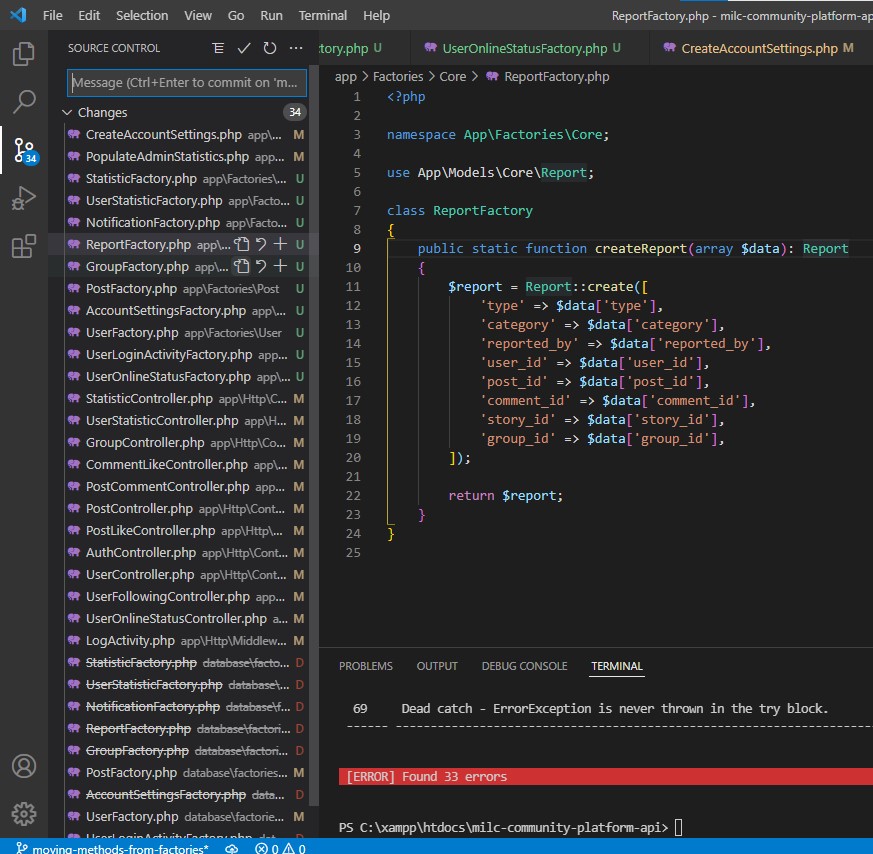 File Edit Selection View Go Run Terminal Help
ReportFactory.php - milc-community-platform-ap
SOURCE CONTROL
Message (Ctrl+Enter to commit on 'm...
Changes 34
34
CreateAccountSettings.php app\... M
PopulateAdminStatistics.php app... M
StatisticFactory.php app\Factories\... U
UserStatisticFactory.php app\Facto... U
NotificationFactory.php app\Facto... U
ReportFactory.php app\... U
GroupFactory.php app\... U
PostFactory.php app\Factories\Post U
AccountSettingsFactory.php app\... U
UserFactory.php app\Factories\User U
UserLoginActivityFactory.php app... U
UserOnlineStatusFactory.php app\... U
StatisticController.php app\Http\C... M
UserStatisticController.php app\H... M
GroupController.php app\Http\Co... M
CommentLikeController.php app\... M
PostCommentController.php app... M
PostController.php app\Http\Cont... M
PostLikeController.php app\Http\... M
AuthController.php app\Http\Cont... M
UserController.php app\Http\Cont... M
UserFollowingController.php app... M
UserOnlineStatusController.php a... M
LogActivity.php app\Http\Middlew... M
StatisticFactory.php database\facto... D
UserStatisticFactory.php database\... D
NotificationFactory.php database\f... D
ReportFactory.php database\factori... D
GroupFactory.php database\factori... D
PostFactory.php database\factories... M
AccountSettingsFactory.php data... D
UserFactory.php database\factorie... M
UserLoginActivityFactory.php dat... D
tory.php U
UserOnlineStatusFactory.php U
CreateAccountSettings.php M
app > Factories > Core > ReportFactory.php
1 <?php
2
3 namespace App\Factories\Core;
4
5 use App\Models\Core\Report;
6
7 class ReportFactory
8 {
9 public static function createReport(array $data): Report
10 {
11 $report = Report::create([
12 'type' => $data['type'],
13 'category' => $data['category'],
14 'reported_by' => $data['reported_by'],
15 'user_id' => $data['user_id'],
16 'post_id' => $data['post_id'],
17 'comment_id' => $data['comment_id'],
18 'story_id' => $data['story_id'],
19 'group_id' => $data['group_id'],
20 ]);
21
22 return $report;
23 }
24 }
25
PROBLEMS OUTPUT DEBUG CONSOLE TERMINAL
69 Dead catch - ErrorException is never thrown in the try block.
------ ------------------------------------------------------------
[ERROR] Found 33 errors
PS C:\xampp\htdocs\milc-community-platform-api>
moving-methods-from-factories* 0 0